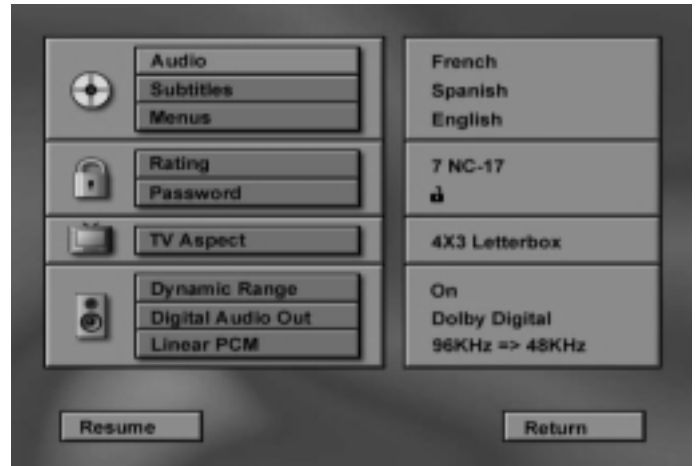 Audio French
Subtitles Spanish
Menus English
Rating 7 NC-17
Password
TV Aspect 4X3 Letterbox
Dynamic Range On
Digital Audio Out Dolby Digital
Linear PCM 96KHz => 48KHz
Resume Return